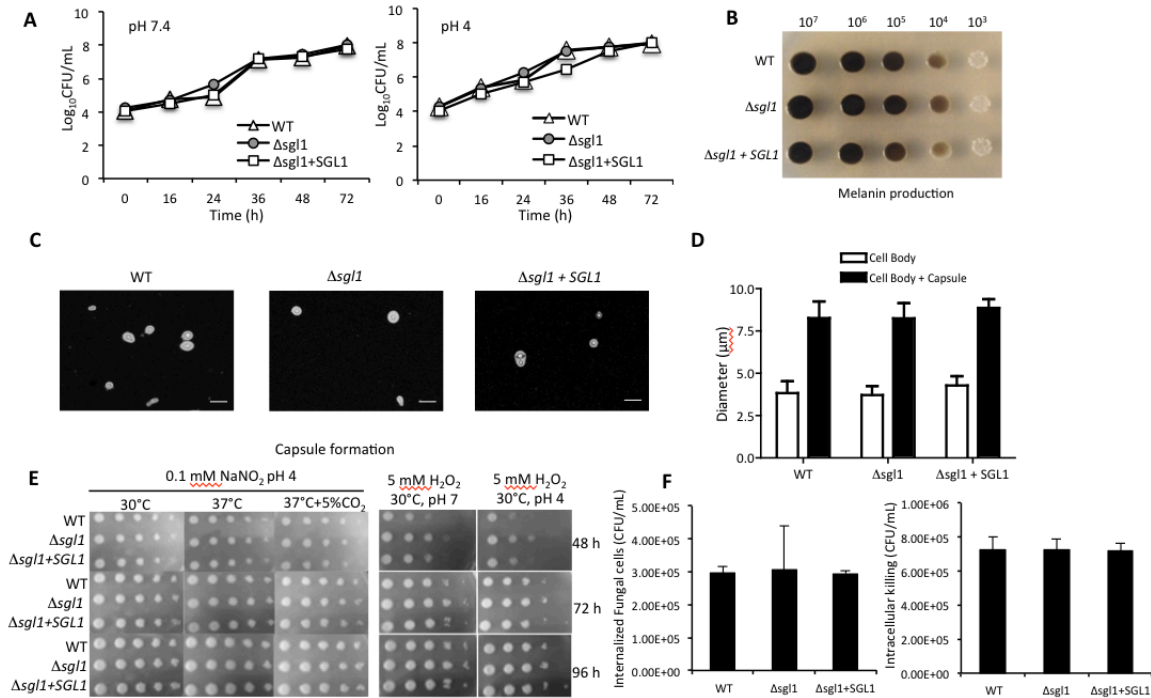 A
pH 7.4
Log10CFU/mL
10
8
6
4
2
0
WT
Δsgl1
Δsgl1+SGL1
0 16 24 36 48 72
Time (h)
pH 4
Log10CFU/mL
10
8
6
4
2
0
WT
Δsgl1
Δsgl1+SGL1
0 16 24 36 48 72
Time (h)
B
10⁷ 10⁶ 10⁵ 10⁴ 10³
WT
Δsgl1
Δsgl1 + SGL1
Melanin production
C
WT Δsgl1 Δsgl1 + SGL1
Capsule formation
D
Cell Body
Cell Body + Capsule
Diameter (μm)
10.0
7.5
5.0
2.5
0.0
WT Δsgl1 Δsgl1 + SGL1
E
0.1 mM NaNO2 pH 4
30°C 37°C 37°C+5%CO2
5 mM H2O2
30°C, pH 7
5 mM H2O2
30°C, pH 4
WT
Δsgl1
Δsgl1+SGL1
48 h
WT
Δsgl1
Δsgl1+SGL1
72 h
WT
Δsgl1
Δsgl1+SGL1
96 h
F
Internalized Fungal cells (CFU/mL)
5.00E+05
4.00E+05
3.00E+05
2.00E+05
1.00E+05
0.00E+00
WT Δsgl1 Δsgl1+SGL1
Intracellular killing (CFU/mL)
1.00E+06
8.00E+05
6.00E+05
4.00E+05
2.00E+05
0.00E+00
WT Δsgl1 Δsgl1+SGL1